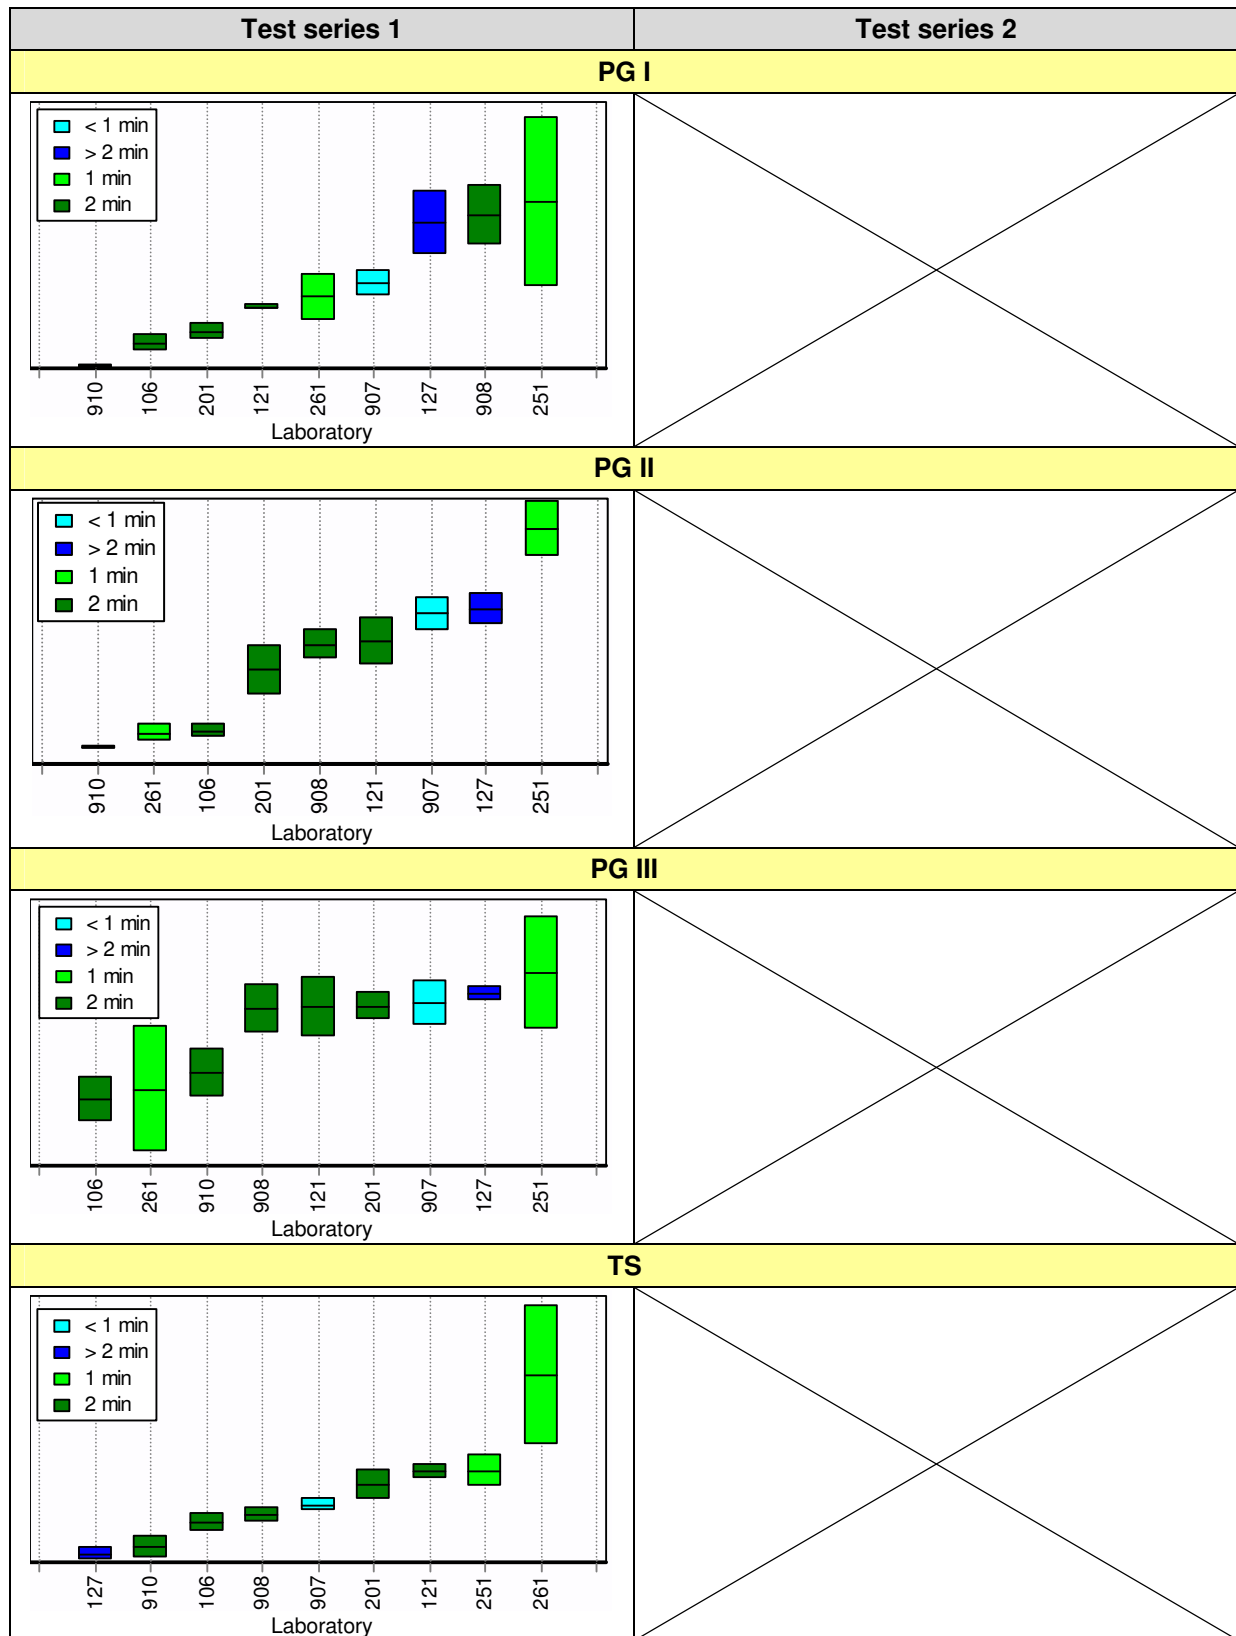 Test series 1 Test series 2
PG I
< 1 min
> 2 min
1 min
2 min
910 106 201 121 261 907 127 908 251
Laboratory
PG II
< 1 min
> 2 min
1 min
2 min
910 261 106 201 908 121 907 127 251
Laboratory
PG III
< 1 min
> 2 min
1 min
2 min
106 261 910 908 121 201 907 127 251
Laboratory
TS
< 1 min
> 2 min
1 min
2 min
127 910 106 908 907 201 121 251 261
Laboratory